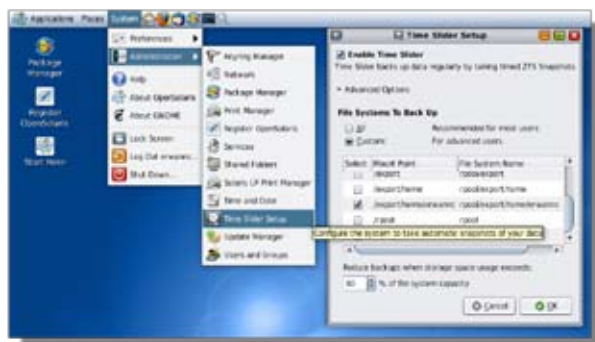 Applications Places System
Package
Manager
Register
OpenSolaris
Start Here
Preferences
Administration
Help
About OpenSolaris
About GNOME
Lock Screen
Log Out
Shut Down...
Keyring Manager
Network
Package Manager
Print Manager
Register OpenSolaris
Services
Shared Folders
Solaris LP Print Manager
Time and Date
Time Slider Setup
Update Manager
Users and Groups
Configure the system to take automatic snapshots of your data
Time Slider Setup
Enable Time Slider
Time Slider backs up data regularly by taking timed ZFS Snapshots
Advanced Options
File Systems To Back Up
All Recommended for most users.
Custom For advanced users.
Select Mount Point File System Name
/export rpool/export
/export/home rpool/export/home
/rpool rpool
Reduce backups when storage space usage exceeds:
80 % of the system capacity
Cancel OK